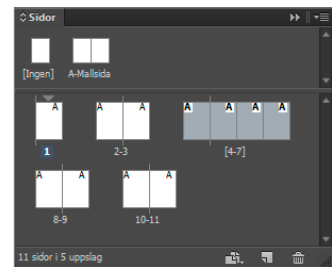 Sidor
[Ingen] A-Mallsida
A A A A A A A
1 2-3 [4-7]
A A A A
8-9 10-11
11 sidor i 5 uppslag